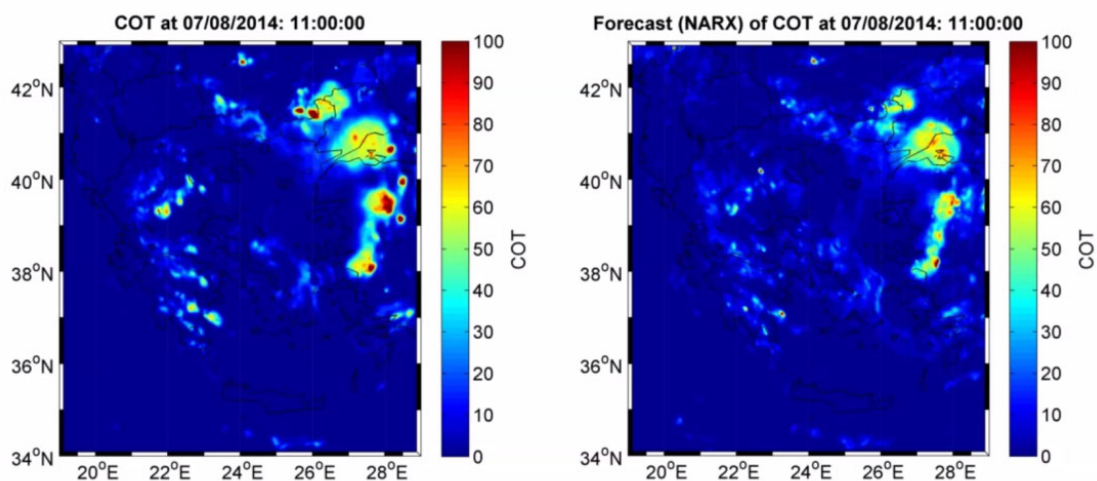 COT at 07/08/2014: 11:00:00
100
90
80
70
60
50
40
30
20
10
0
COT
42°N
40°N
38°N
36°N
34°N
20°E 22°E 24°E 26°E 28°E
Forecast (NARX) of COT at 07/08/2014: 11:00:00
100
90
80
70
60
50
40
30
20
10
0
COT
42°N
40°N
38°N
36°N
34°N
20°E 22°E 24°E 26°E 28°E